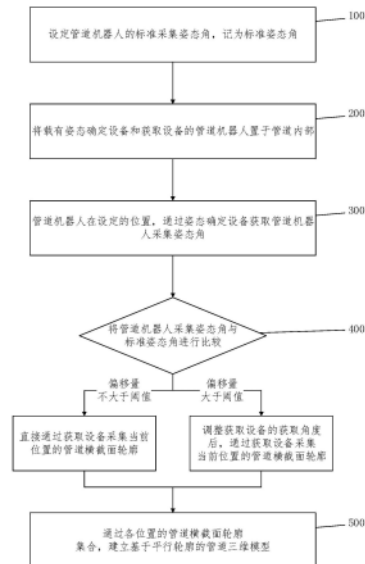 设定管道机器人的标准采集姿态角，记为标准姿态角
100
将载有姿态确定设备和获取设备的管道机器人置于管道内部
200
管道机器人在设定的位置，通过姿态确定设备获取管道机器
人采集姿态角
300
将管道机器人采集姿态角与
标准姿态角进行比较
400
偏移量
不大于阈值
偏移量
大于阈值
直接通过获取设备采集当前
位置的管道横截面轮廓
调整获取设备的获取角度
后，通过获取设备采集
当前位置的管道横截面轮廓
通过各位置的管道横截面轮廓
集合，建立基于平行轮廓的管道三维模型
500